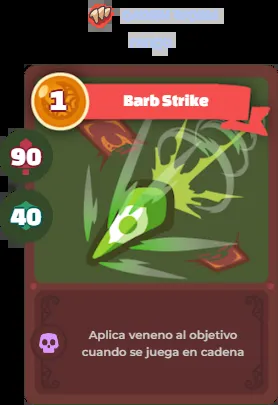 1
Barb Strike
90
40
Aplica veneno al objetivo
cuando se juega en cadena